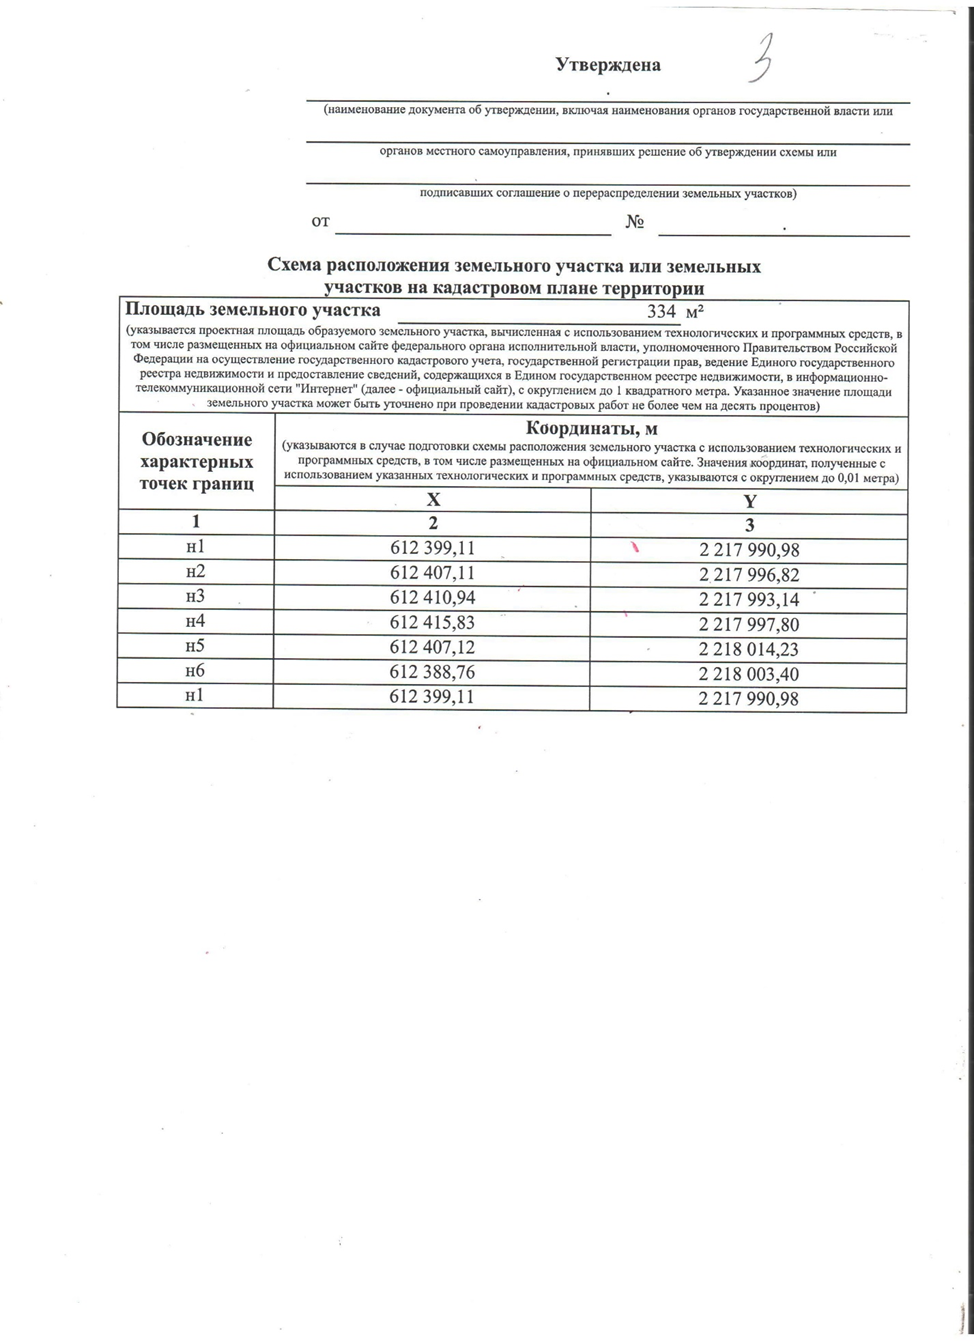 3
Утверждена
(наименование документа об утверждении, включая наименования органов государственной власти или
органов местного самоуправления, принявших решение об утверждении схемы или
подписавших соглашение о перераспределении земельных участков)
от № 
Схема расположения земельного участка или земельных
участков на кадастровом плане территории
Площадь земельного участка 334 м²
(указывается проектная площадь образуемого земельного участка, вычисленная с использованием технологических и программных средств, в
том числе размещенных на официальном сайте федерального органа исполнительной власти, уполномоченного Правительством Российской
Федерации на осуществление государственного кадастрового учета, государственной регистрации прав, ведение Единого государственного
реестра недвижимости и предоставление сведений, содержащихся в Едином государственном реестре недвижимости, в информационно-
телекоммуникационной сети "Интернет" (далее - официальный сайт), с округлением до 1 квадратного метра. Указанное значение площади
земельного участка может быть уточнено при проведении кадастровых работ не более чем на десять процентов)
Обозначение
характерных
точек границ
Координаты, м
(указываются в случае подготовки схемы расположения земельного участка с использованием технологических и
программных средств, в том числе размещенных на официальном сайте. Значения координат, полученные с
использованием указанных технологических и программных средств, указываются с округлением до 0,01 метра)
X Y
1 2 3
н1 612 399,11 2 217 990,98
н2 612 407,11 2 217 996,82
н3 612 410,94 2 217 993,14
н4 612 415,83 2 217 997,80
н5 612 407,12 2 218 014,23
н6 612 388,76 2 218 003,40
н1 612 399,11 2 217 990,98